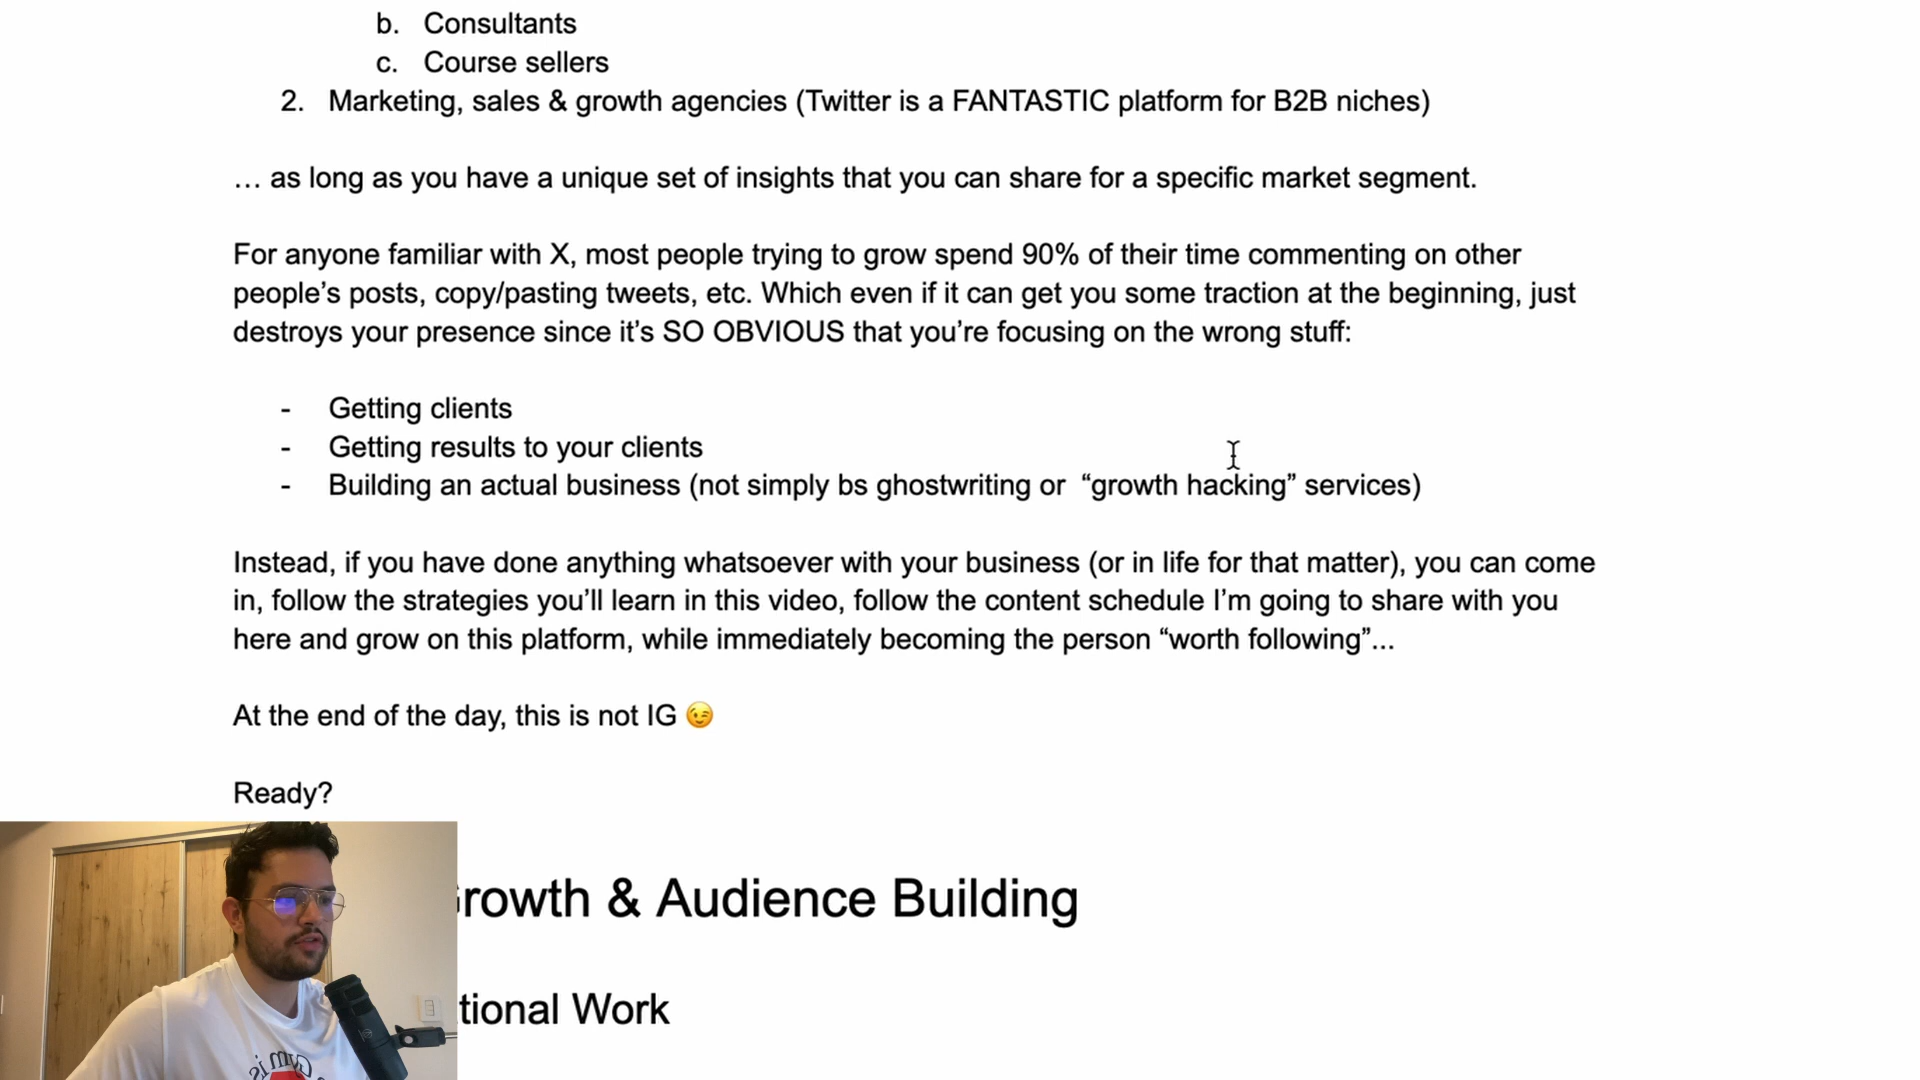 b. Consultants
c. Course sellers
2. Marketing, sales & growth agencies (Twitter is a FANTASTIC platform for B2B niches)
… as long as you have a unique set of insights that you can share for a specific market segment.
For anyone familiar with X, most people trying to grow spend 90% of their time commenting on other
people’s posts, copy/pasting tweets, etc. Which even if it can get you some traction at the beginning, just
destroys your presence since it’s SO OBVIOUS that you’re focusing on the wrong stuff:
- Getting clients
- Getting results to your clients
- Building an actual business (not simply bs ghostwriting or “growth hacking” services)
Instead, if you have done anything whatsoever with your business (or in life for that matter), you can come
in, follow the strategies you’ll learn in this video, follow the content schedule I’m going to share with you
here and grow on this platform, while immediately becoming the person “worth following”...
At the end of the day, this is not IG 😉
Ready?
rowth & Audience Building
tional Work